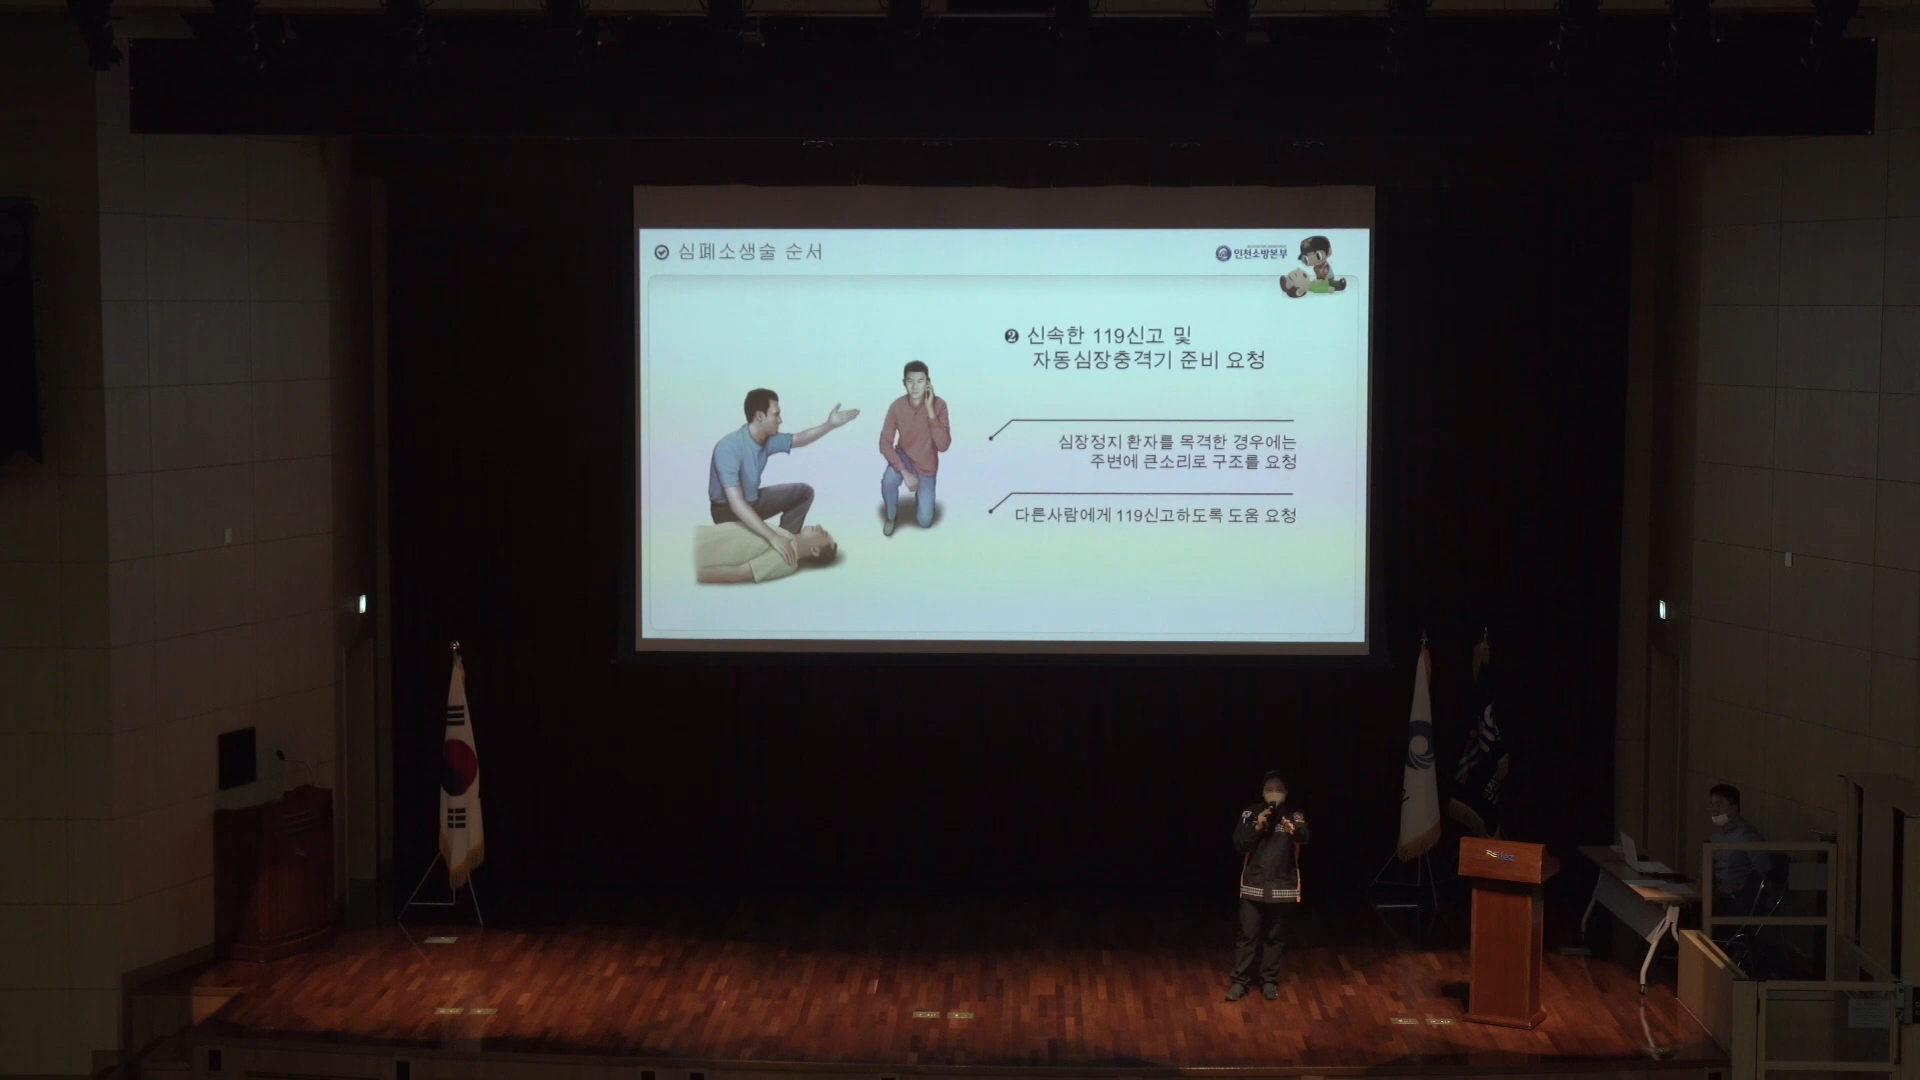 심폐소생술 순서
인천소방본부
❷ 신속한 119신고 및
자동심장충격기 준비 요청
심장정지 환자를 목격한 경우에는
주변에 큰소리로 구조를 요청
다른사람에게 119신고하도록 도움 요청